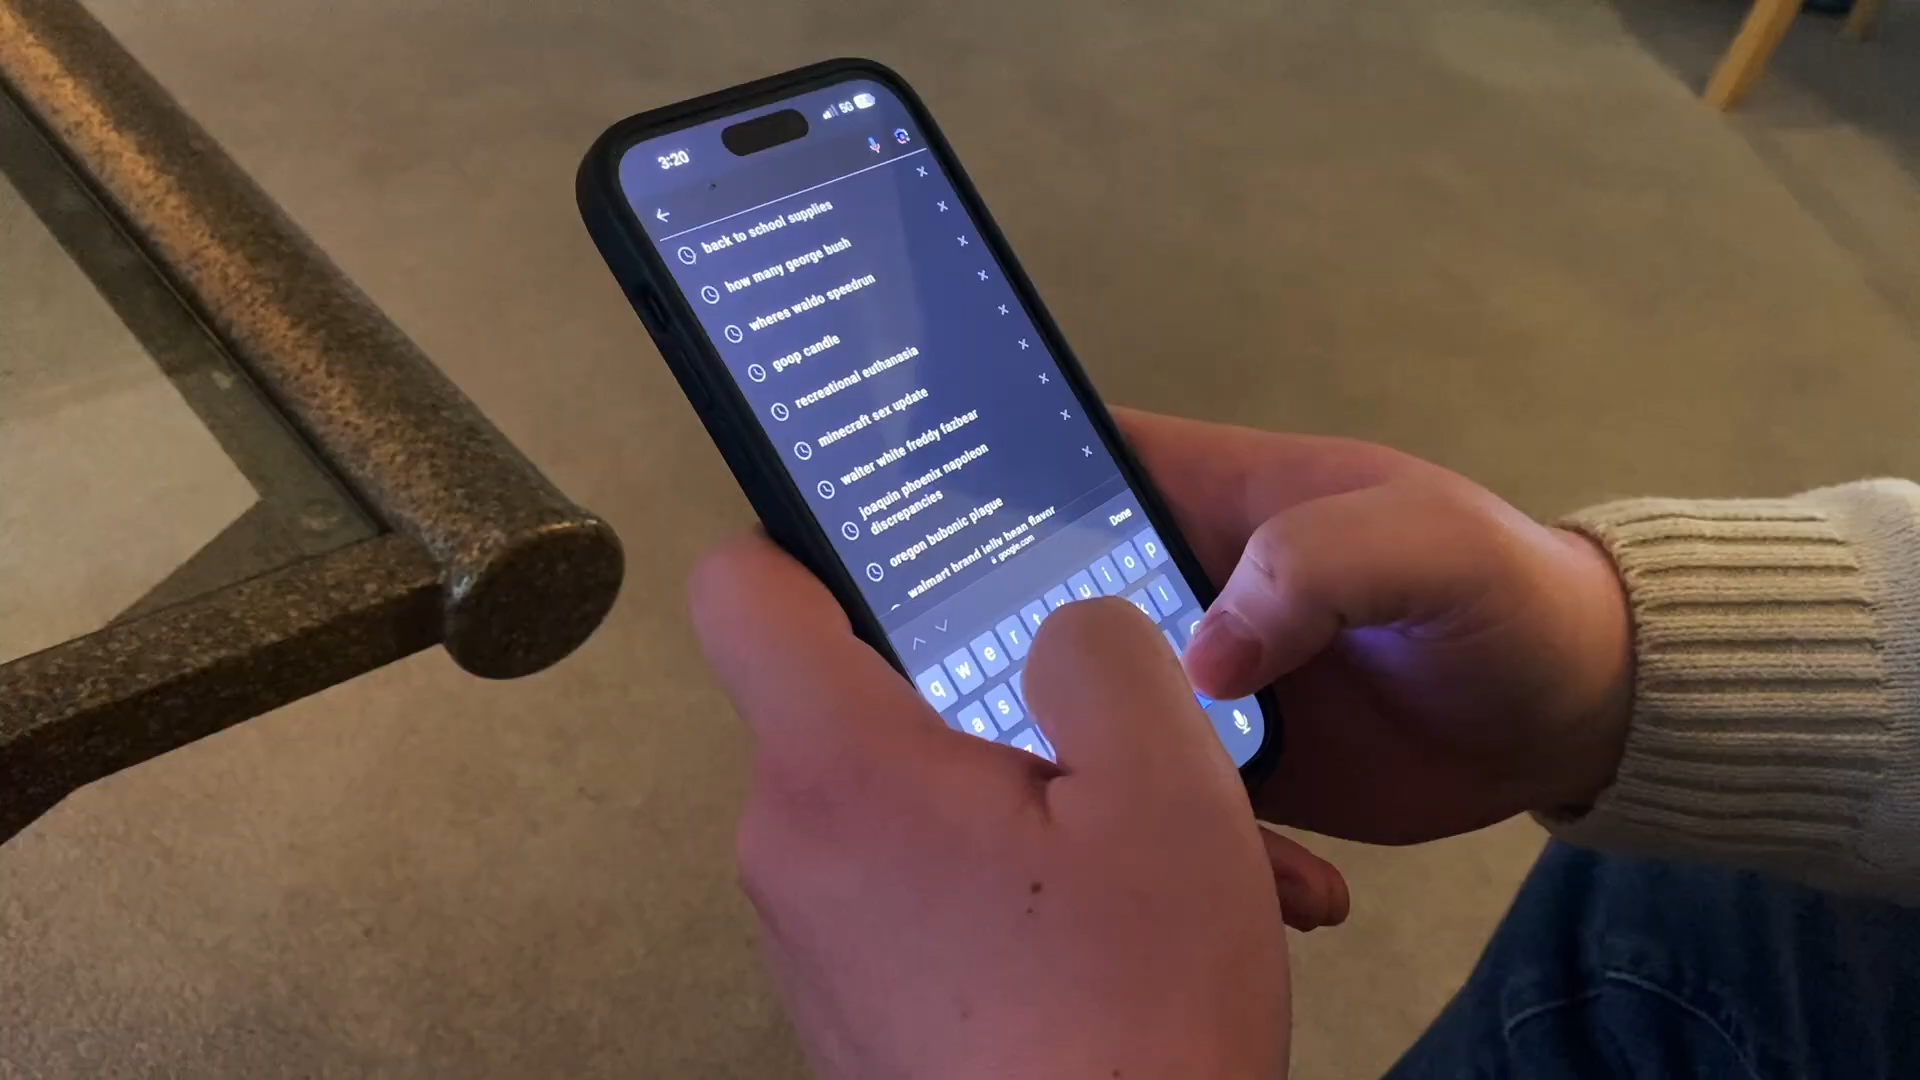 3:20
5G
back to school supplies
how many george bush
wheres waldo speedrun
goop candle
recreational euthanasia
minecraft sex update
walter white freddy fazbear
joaquin phoenix napoleon
discrepancies
oregon bubonic plague
walmart brand jelly bean flavor
google.com
Done
q w e r t y u i o p
a s k l
z